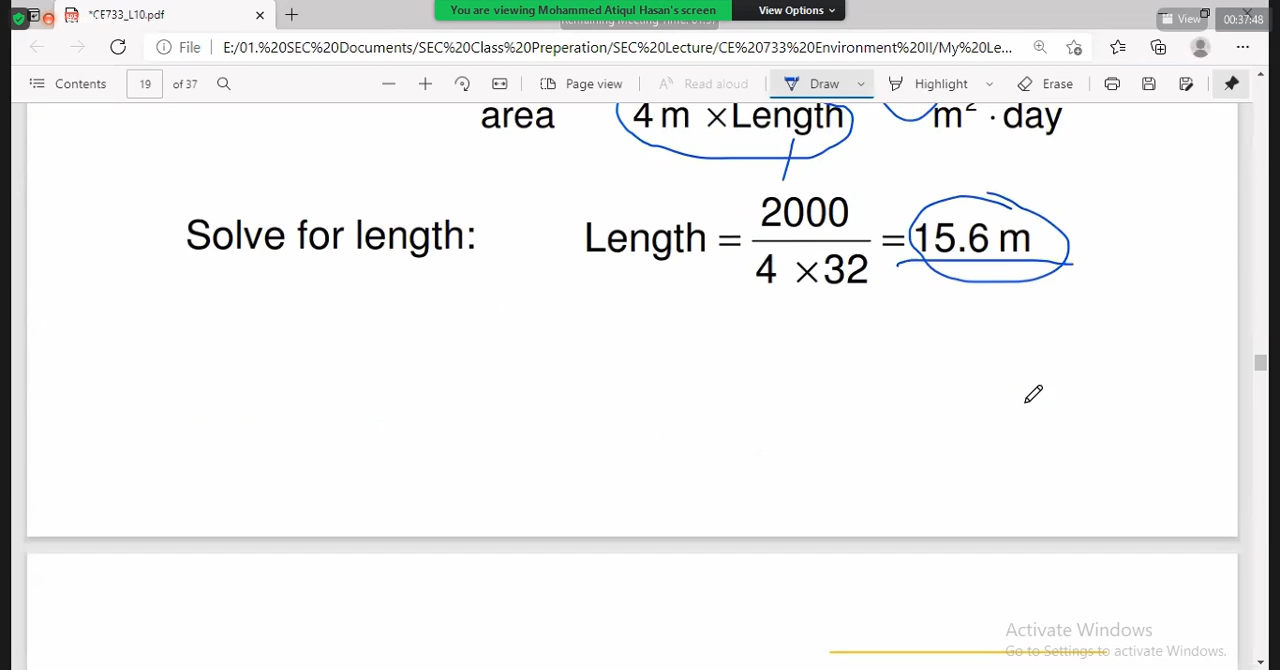 *CE733_L10.pdf
You are viewing Mohammed Atiqul Hasan's screen
View Options
View
00:37:48
File
E:/01.%20SEC%20Documents/SEC%20Class%20Preperation/SEC%20Lecture/CE%20733%20Environment%20II/My%20Le...
Contents
19
of 37
Page view
Read aloud
Draw
Highlight
Erase
area 4 m ×Length m² · day
Solve for length: Length = 2000 / 4 ×32 = 15.6 m
Activate Windows
Go to Settings to activate Windows.